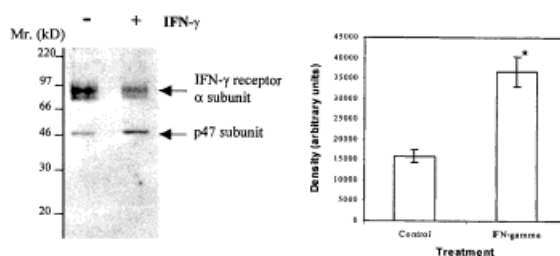 - + IFN-γ
Mr. (kD)
220
97
66
46
30
20
IFN-γ receptor
α subunit
p47 subunit
45000
40000
35000
30000
25000
20000
15000
10000
5000
0
Density (arbitrary units)
*
Control IFN-gamma
Treatment